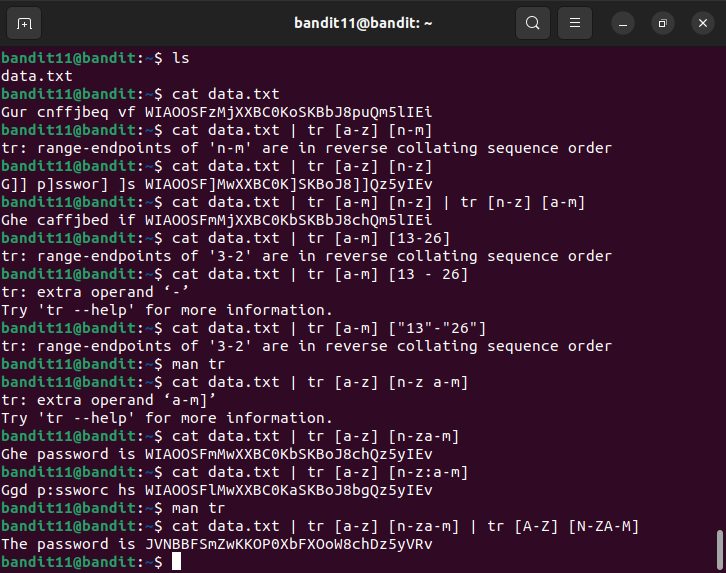 bandit11@bandit: ~
bandit11@bandit:~$ ls
data.txt
bandit11@bandit:~$ cat data.txt
Gur cnffjbeq vf WIAOOSFzMjXXBC0KoSKBbJ8puQm5lIEi
bandit11@bandit:~$ cat data.txt | tr [a-z] [n-m]
tr: range-endpoints of 'n-m' are in reverse collating sequence order
bandit11@bandit:~$ cat data.txt | tr [a-z] [n-z]
G]] p]sswor] ]s WIAOOSF]MwXXBC0K]SKBoJ8]]Qz5yIEv
bandit11@bandit:~$ cat data.txt | tr [a-m] [n-z] | tr [n-z] [a-m]
Ghe caffjbed if WIAOOSFmMjXXBC0KbSKBbJ8chQm5lIEi
bandit11@bandit:~$ cat data.txt | tr [a-m] [13-26]
tr: range-endpoints of '3-2' are in reverse collating sequence order
bandit11@bandit:~$ cat data.txt | tr [a-m] [13 - 26]
tr: extra operand ‘-’
Try 'tr --help' for more information.
bandit11@bandit:~$ cat data.txt | tr [a-m] ["13"-"26"]
tr: range-endpoints of '3-2' are in reverse collating sequence order
bandit11@bandit:~$ man tr
bandit11@bandit:~$ cat data.txt | tr [a-z] [n-z a-m]
tr: extra operand ‘a-m]’
Try 'tr --help' for more information.
bandit11@bandit:~$ cat data.txt | tr [a-z] [n-za-m]
Ghe password is WIAOOSFmMwXXBC0KbSKBoJ8chQz5yIEv
bandit11@bandit:~$ cat data.txt | tr [a-z] [n-z:a-m]
Ggd p:ssworc hs WIAOOSFlMwXXBC0KaSKBoJ8bgQz5yIEv
bandit11@bandit:~$ man tr
bandit11@bandit:~$ cat data.txt | tr [a-z] [n-za-m] | tr [A-Z] [N-ZA-M]
The password is JVNBBFSmZwKKOP0XbFXOoW8chDz5yVRv
bandit11@bandit:~$